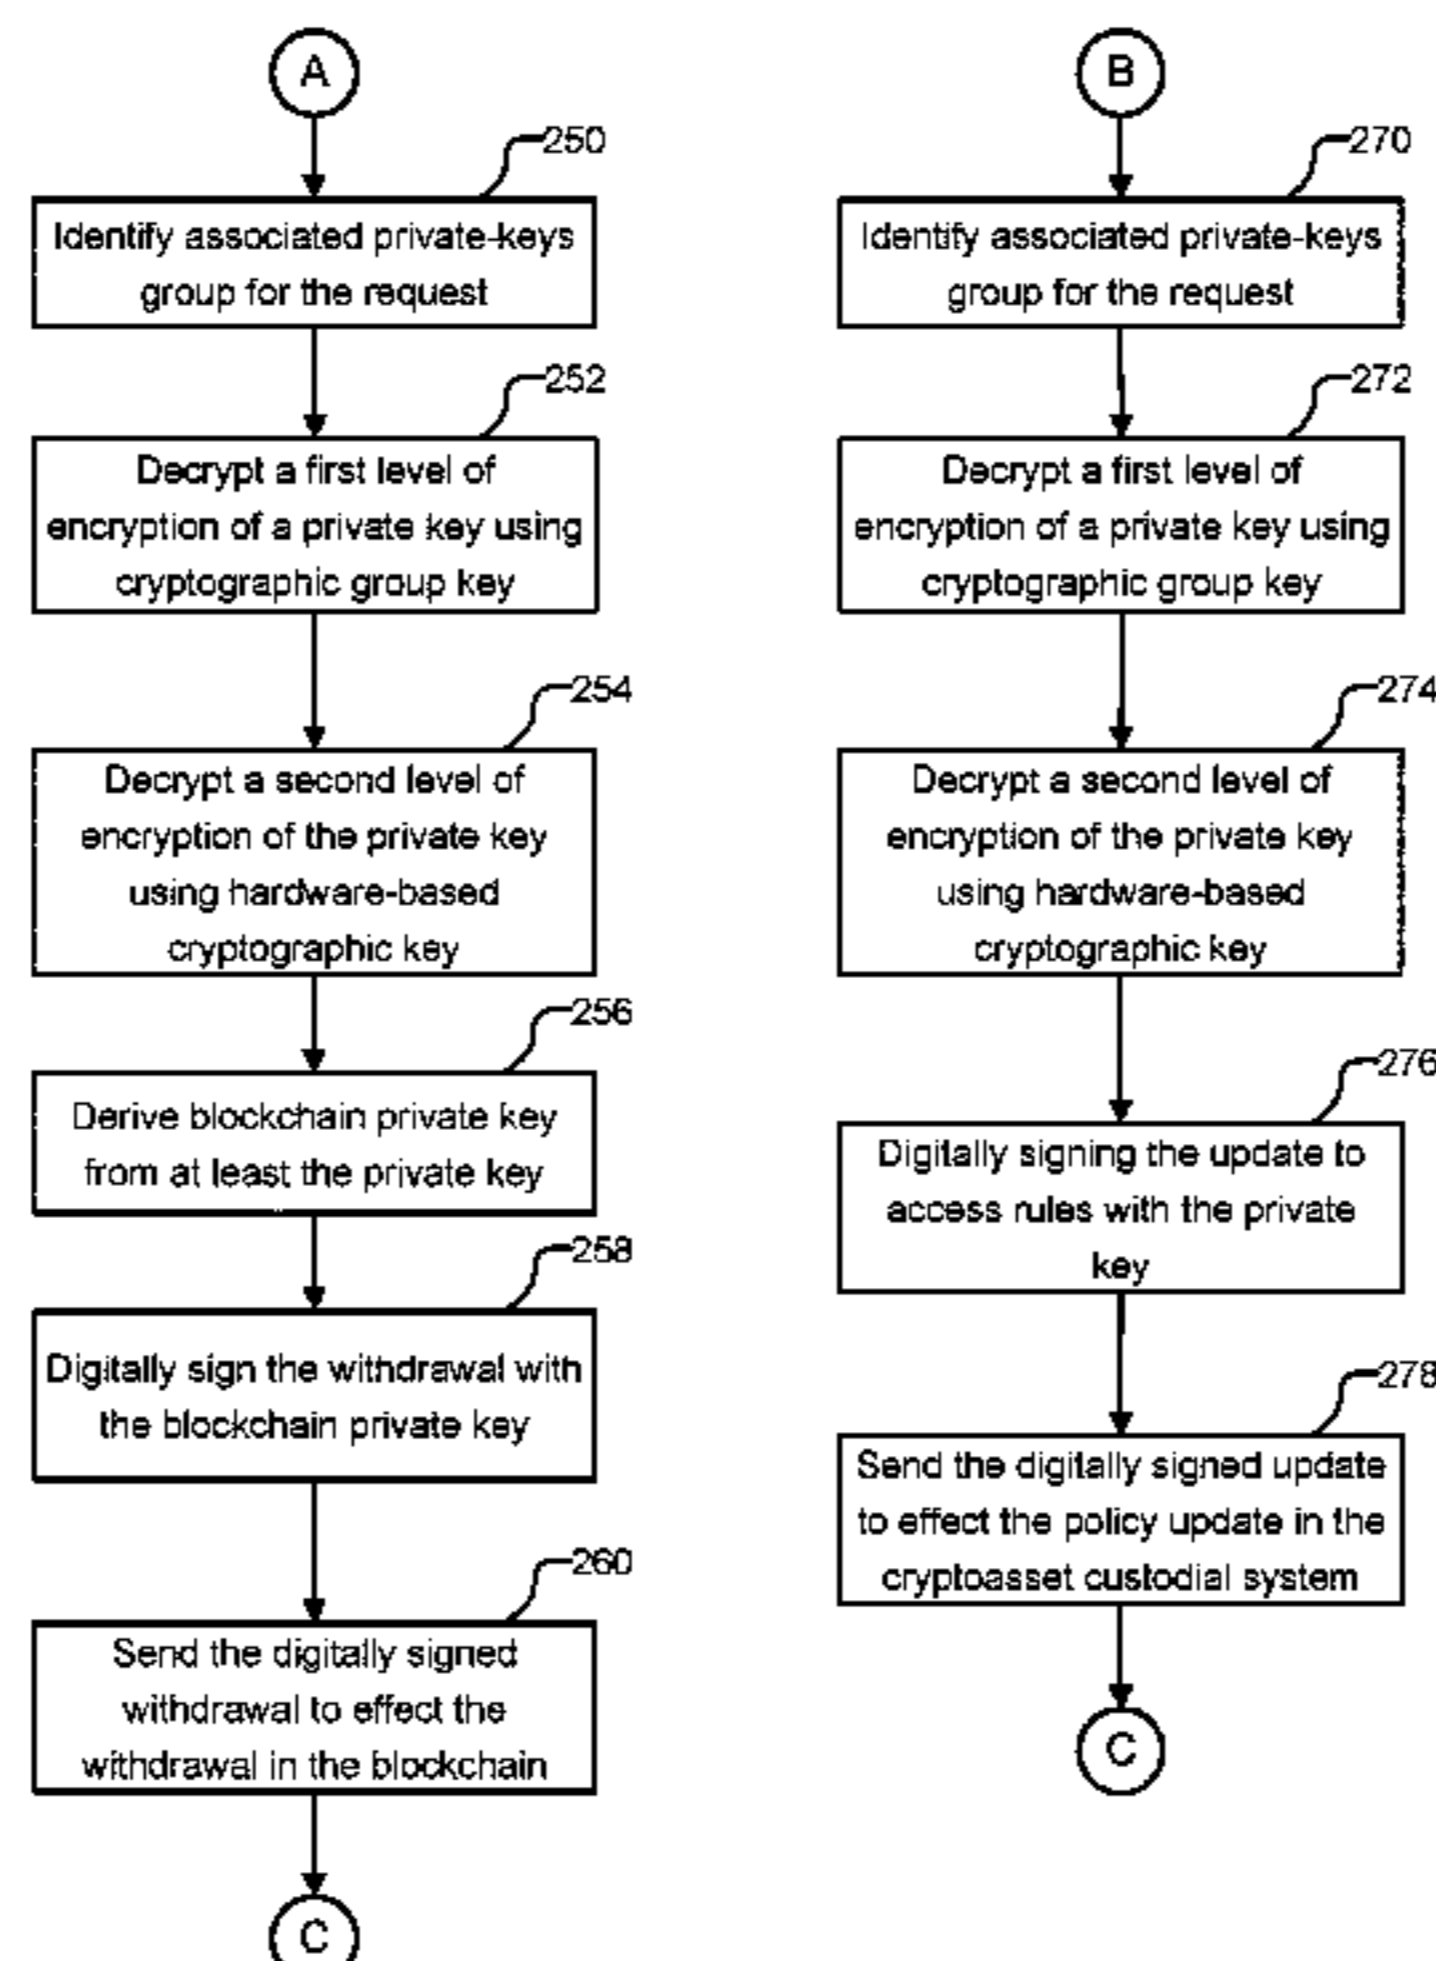 A
250
Identify associated private-keys
group for the request
252
Decrypt a first level of
encryption of a private key using
cryptographic group key
254
Decrypt a second level of
encryption of the private key
using hardware-based
cryptographic key
256
Derive blockchain private key
from at least the private key
258
Digitally sign the withdrawal with
the blockchain private key
260
Send the digitally signed
withdrawal to effect the
withdrawal in the blockchain
C
B
270
Identify associated private-keys
group for the request
272
Decrypt a first level of
encryption of a private key using
cryptographic group key
274
Decrypt a second level of
encryption of the private key
using hardware-based
cryptographic key
276
Digitally signing the update to
access rules with the private
key
278
Send the digitally signed update
to effect the policy update in the
cryptoasset custodial system
C